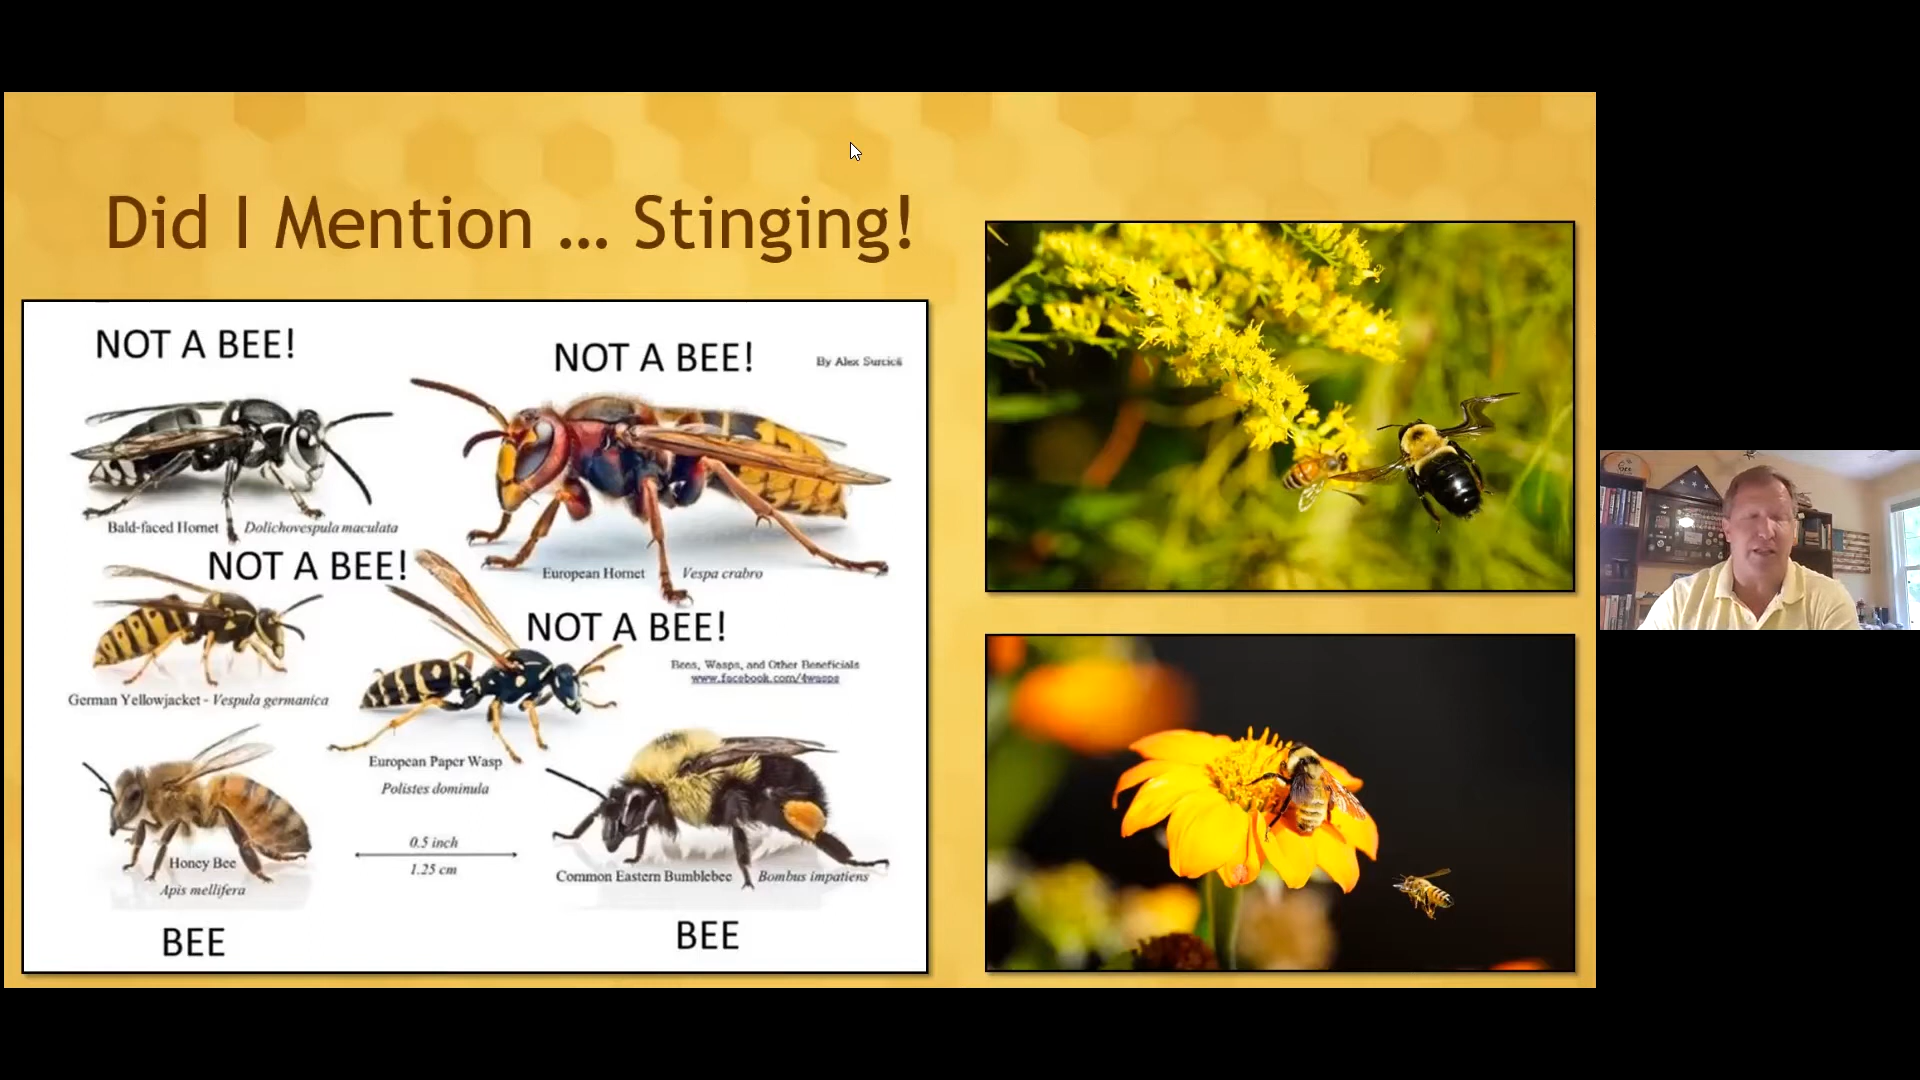 Did I Mention ... Stinging!
NOT A BEE!
NOT A BEE!
By Alex Surcică
Bald-faced Hornet Dolichovespula maculata
European Hornet Vespa crabro
NOT A BEE!
NOT A BEE!
Bees, Wasps, and Other Beneficials
www.facebook.com/4wasps
German Yellowjacket - Vespula germanica
European Paper Wasp
Polistes dominula
0.5 inch
1.25 cm
Honey Bee
Apis mellifera
Common Eastern Bumblebee Bombus impatiens
BEE
BEE